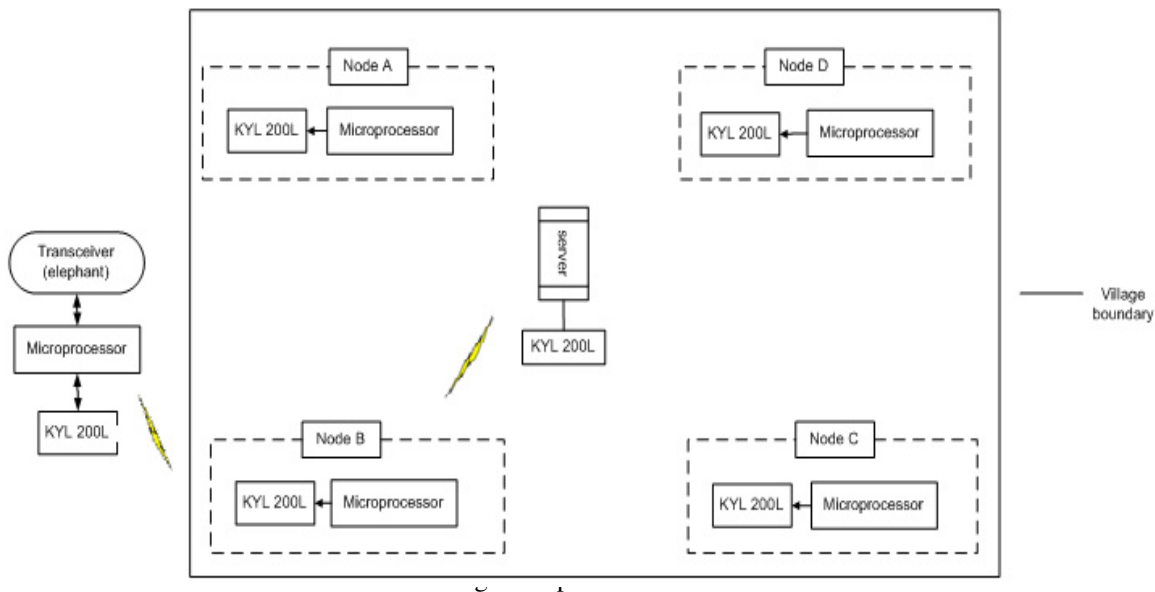 Node A
KYL 200L
Microprocessor
Node D
KYL 200L
Microprocessor
Transceiver
(elephant)
Microprocessor
KYL 200L
server
KYL 200L
Village
boundary
Node B
KYL 200L
Microprocessor
Node C
KYL 200L
Microprocessor